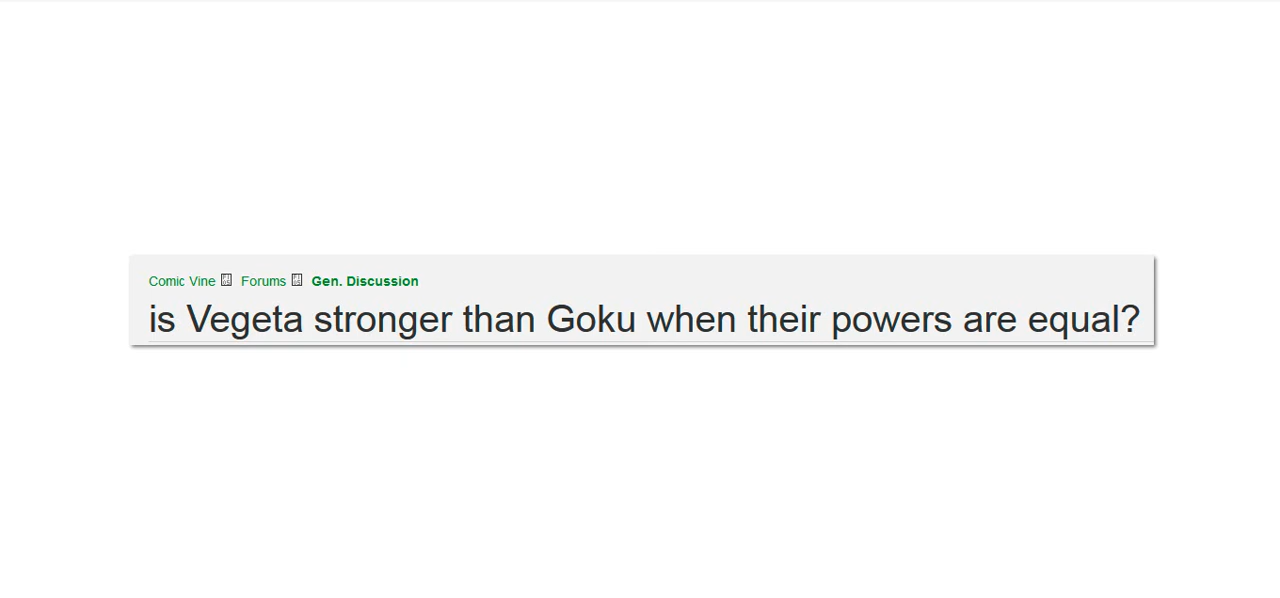 Comic Vine Forums Gen. Discussion
is Vegeta stronger than Goku when their powers are equal?